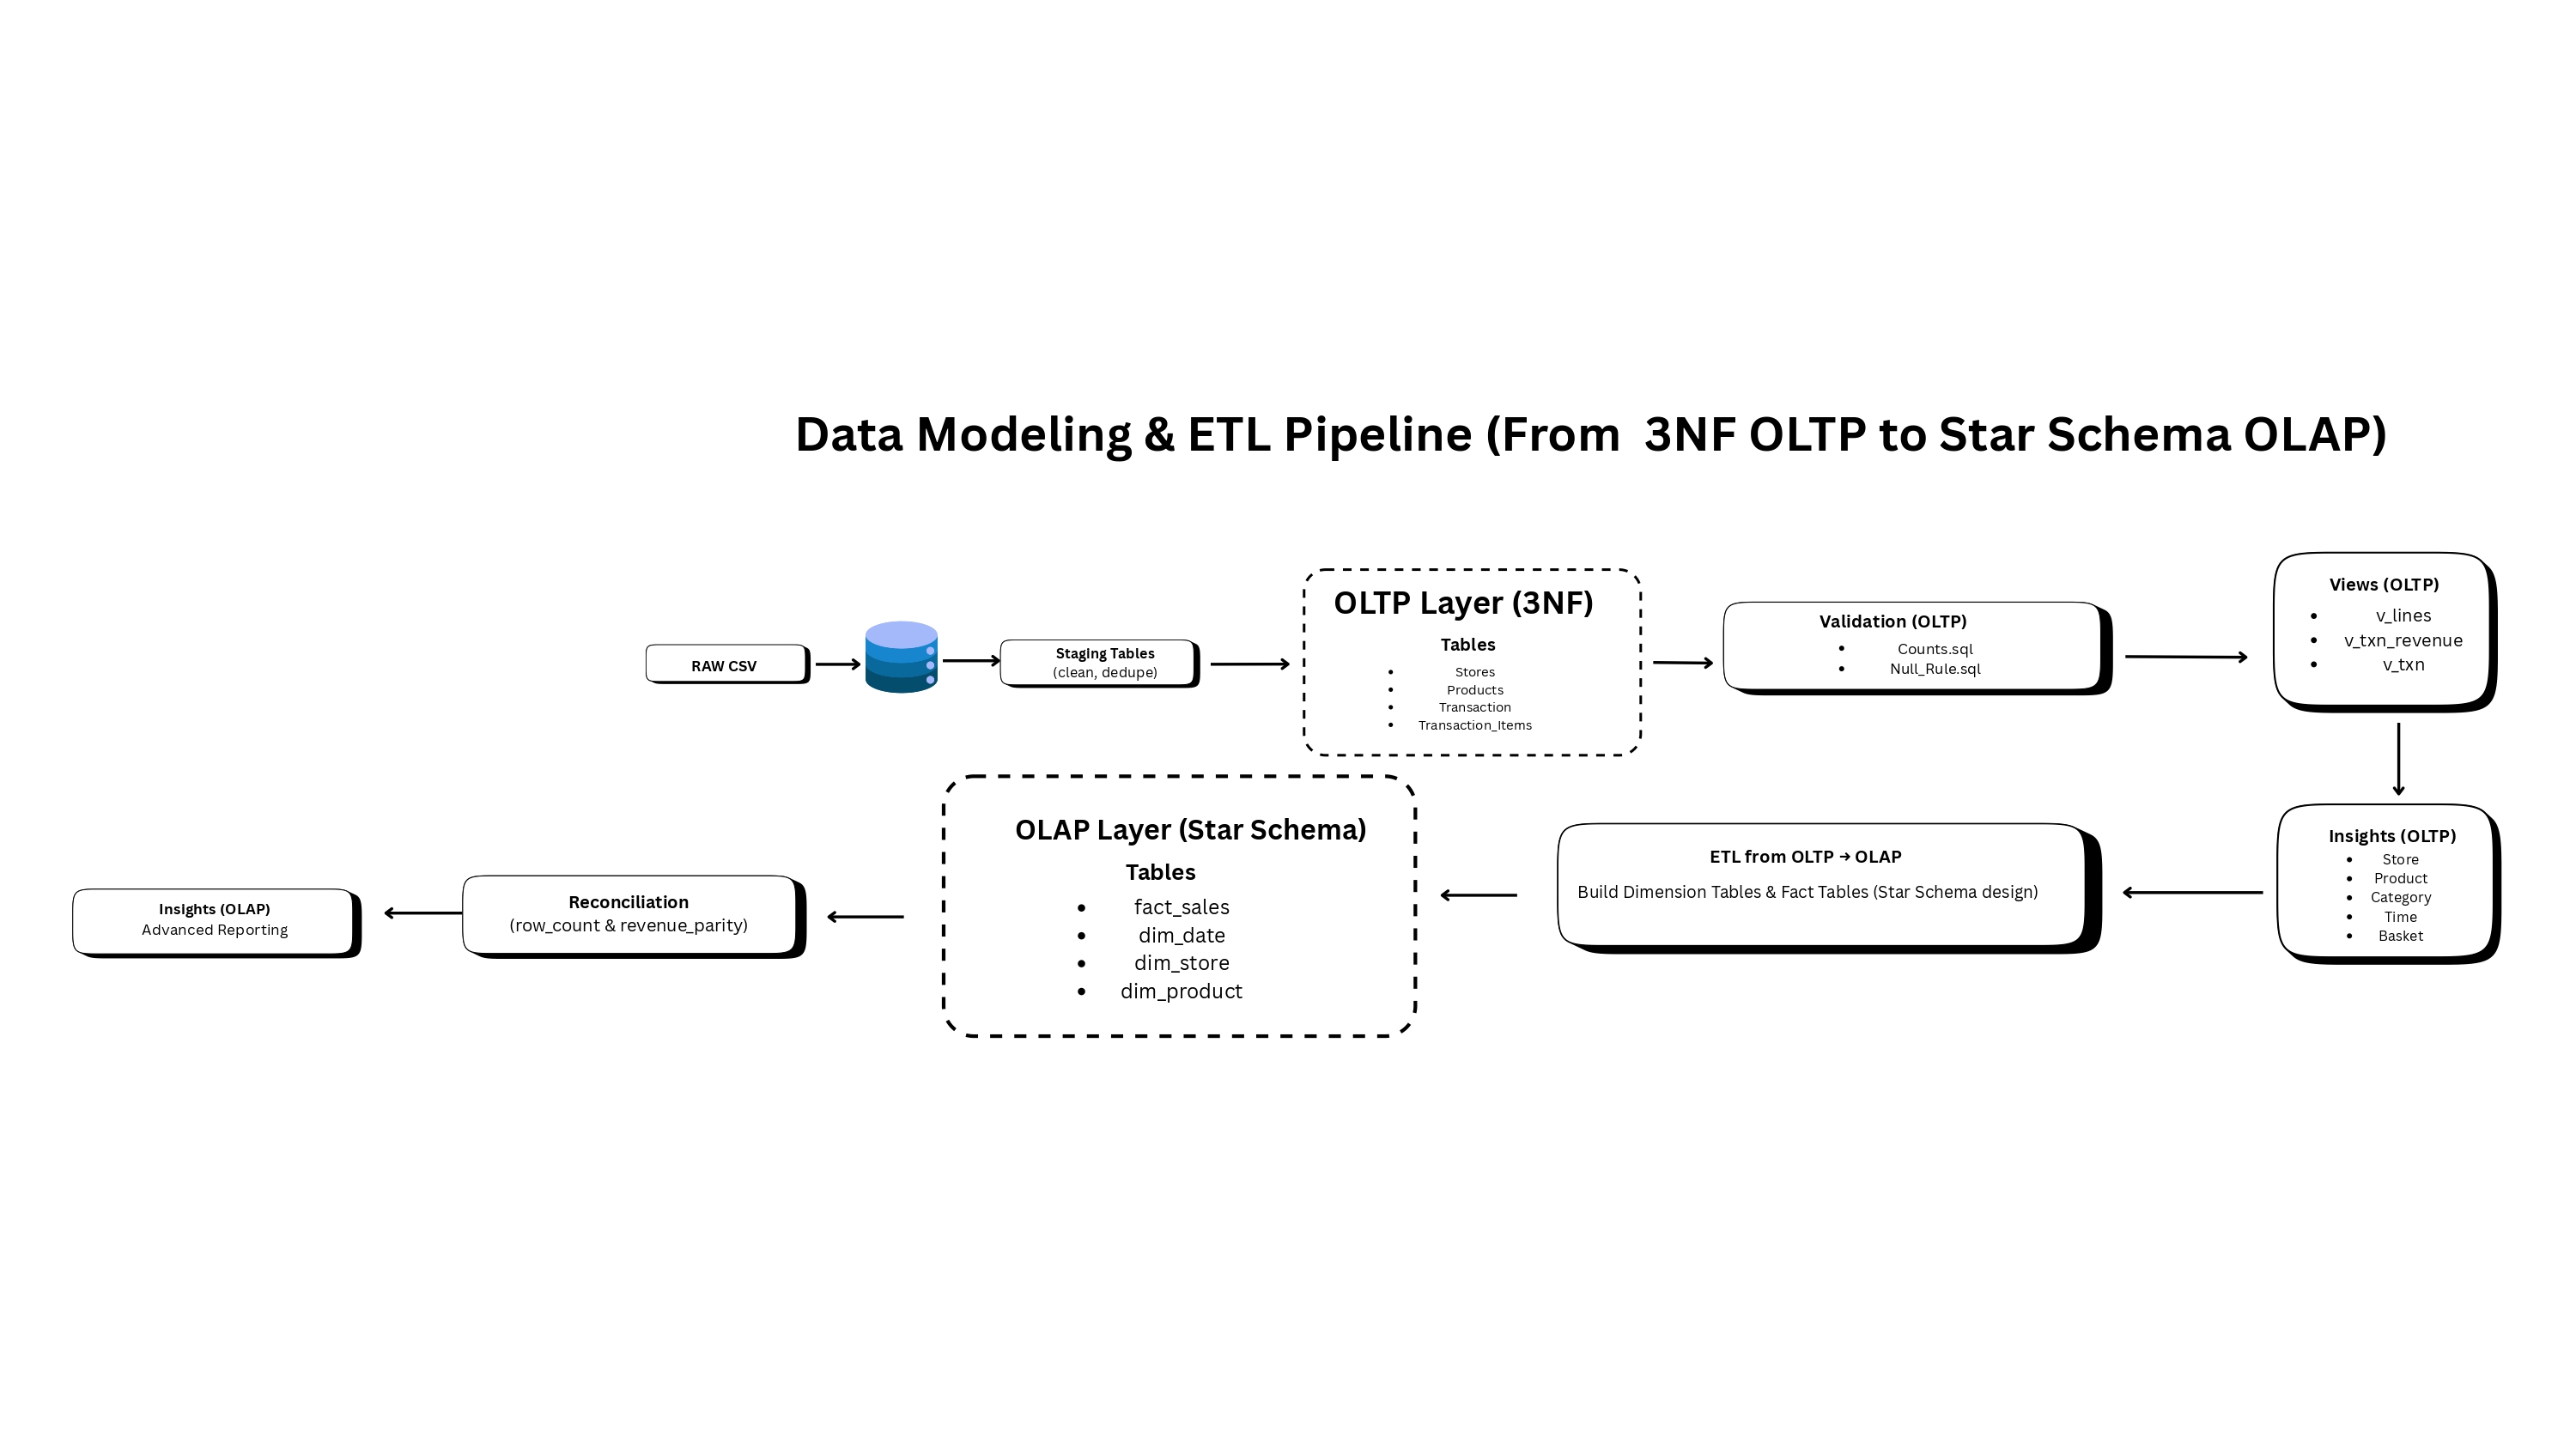 Data Modeling & ETL Pipeline (From  3NF OLTP to Star Schema OLAP)
RAW CSV
Staging Tables
(clean, dedupe)
OLTP Layer (3NF)
Tables
• Stores
• Products
• Transaction
• Transaction_Items
Validation (OLTP)
• Counts.sql
• Null_Rule.sql
Views (OLTP)
• v_lines
• v_txn_revenue
• v_txn
Insights (OLTP)
• Store
• Product
• Category
• Time
• Basket
ETL from OLTP → OLAP
Build Dimension Tables & Fact Tables (Star Schema design)
OLAP Layer (Star Schema)
Tables
• fact_sales
• dim_date
• dim_store
• dim_product
Reconciliation
(row_count & revenue_parity)
Insights (OLAP)
Advanced Reporting